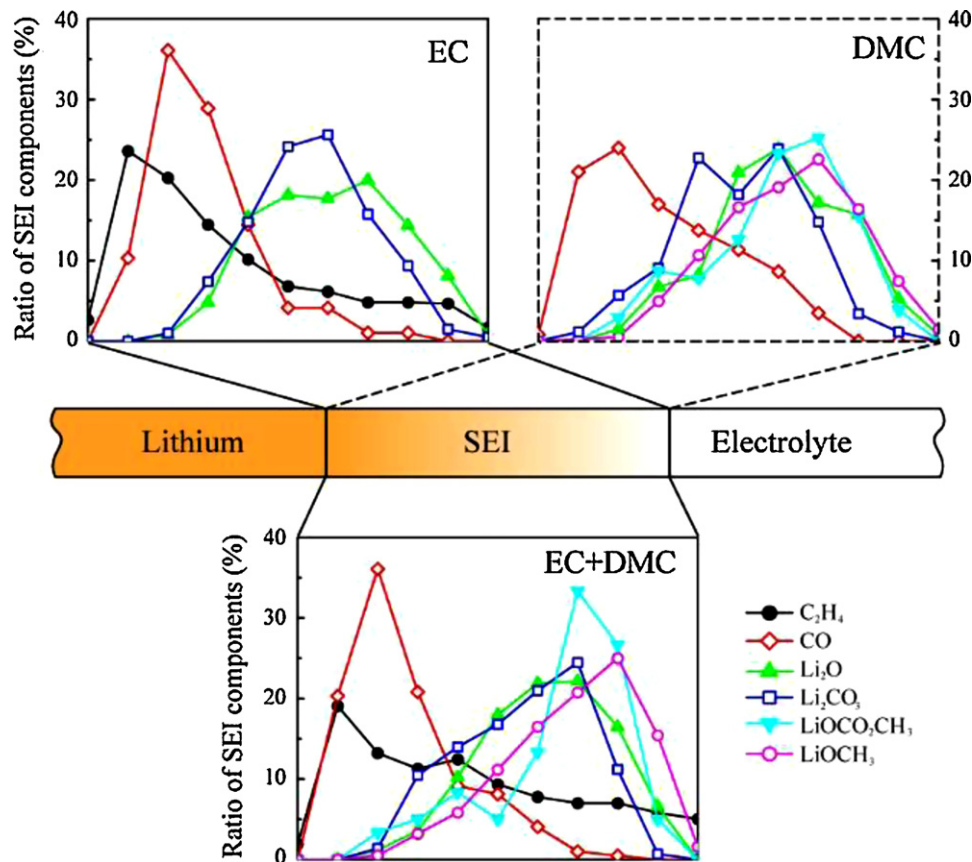 40
30
20
10
0
Ratio of SEI components (%)
EC
DMC
40
30
20
10
0
Lithium
SEI
Electrolyte
40
30
20
10
0
Ratio of SEI components (%)
EC+DMC
C₂H₄
CO
Li₂O
Li₂CO₃
LiOCO₂CH₃
LiOCH₃